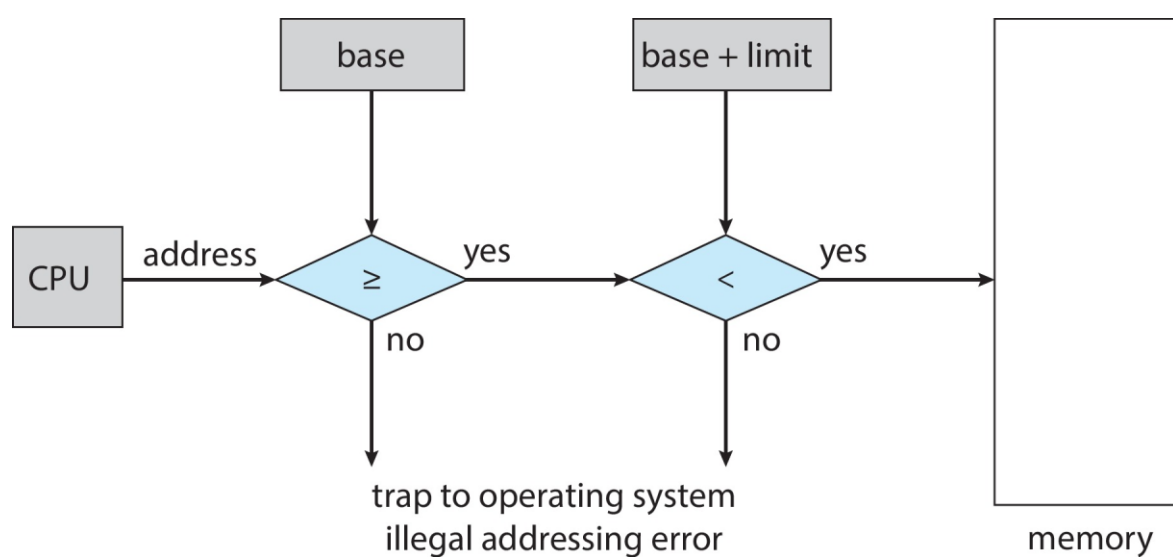 base
base + limit
CPU
address
≥
yes
<
yes
no
no
trap to operating system
illegal addressing error
memory